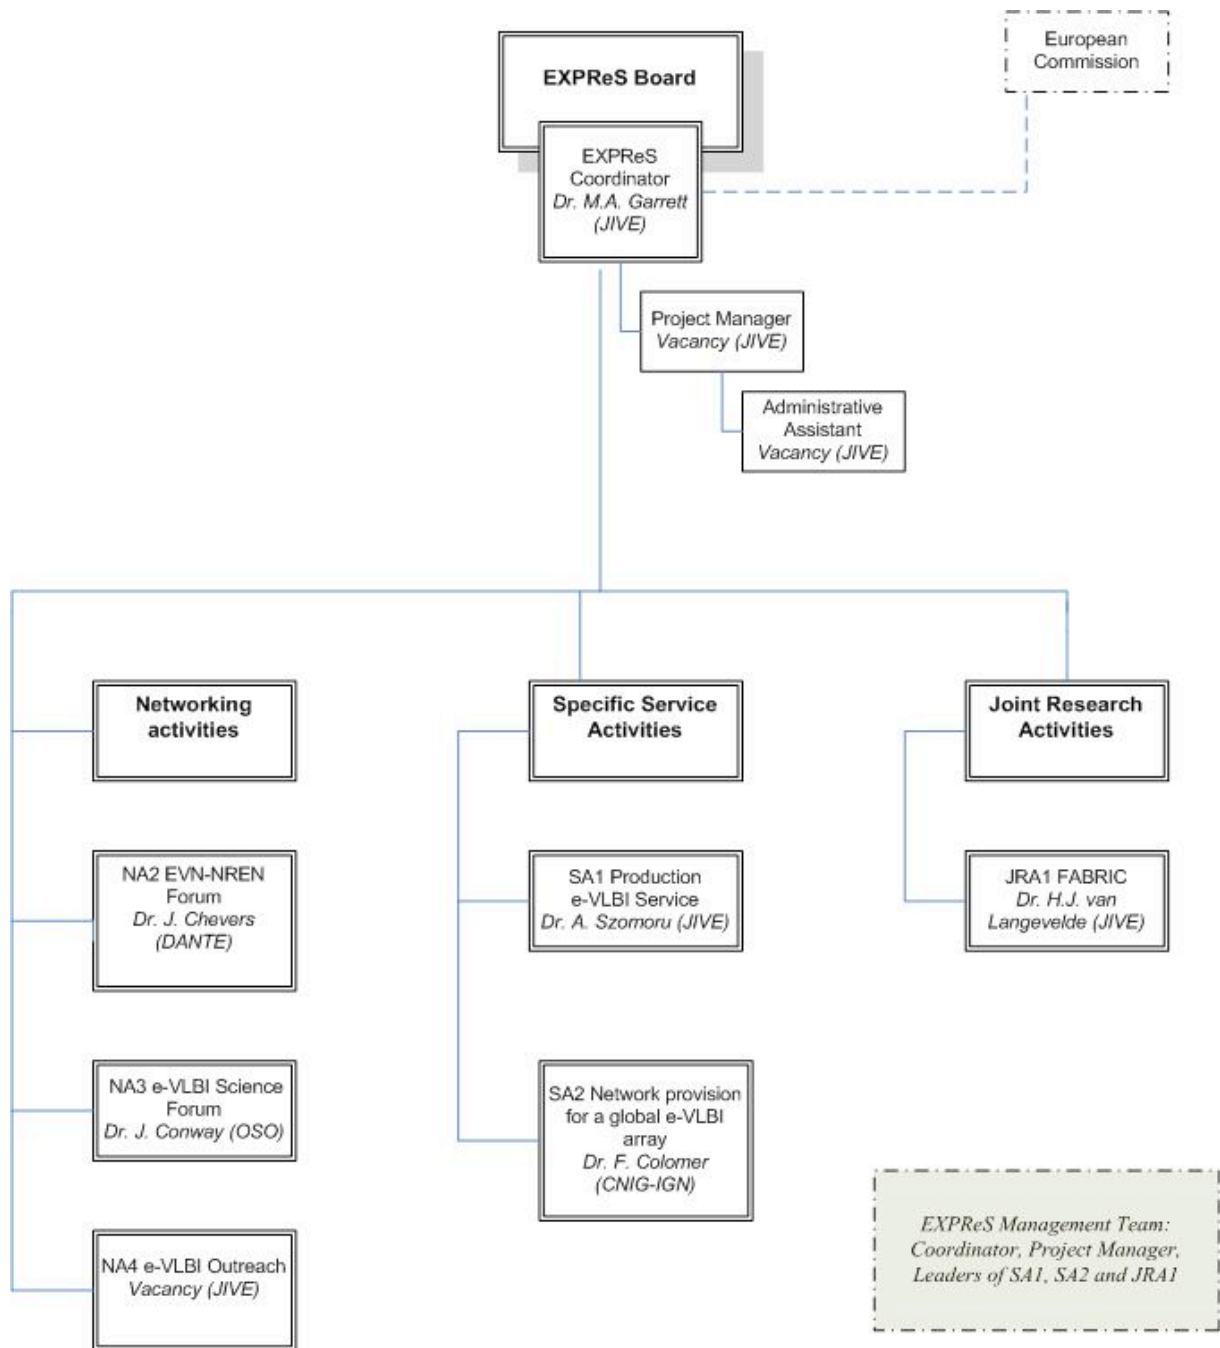 European
Commission
EXPReS Board
EXPReS
Coordinator
Dr. M.A. Garrett
(JIVE)
Project Manager
Vacancy (JIVE)
Administrative
Assistant
Vacancy (JIVE)
Networking
activities
Specific Service
Activities
Joint Research
Activities
NA2 EVN-NREN
Forum
Dr. J. Chevers
(DANTE)
SA1 Production
e-VLBI Service
Dr. A. Szomoru (JIVE)
JRA1 FABRIC
Dr. H.J. van
Langevelde (JIVE)
NA3 e-VLBI Science
Forum
Dr. J. Conway (OSO)
SA2 Network provision
for a global e-VLBI
array
Dr. F. Colomer
(CNIG-IGN)
NA4 e-VLBI Outreach
Vacancy (JIVE)
EXPReS Management Team:
Coordinator, Project Manager,
Leaders of SA1, SA2 and JRA1